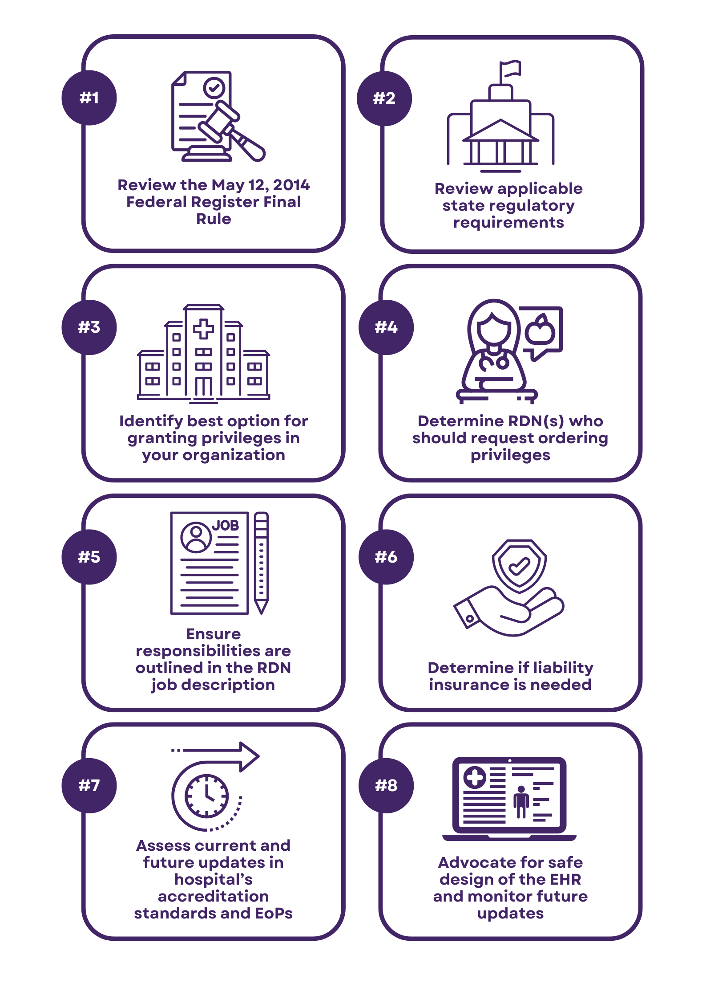 #1
Review the May 12, 2014
Federal Register Final
Rule
#2
Review applicable
state regulatory
requirements
#3
Identify best option for
granting privileges in
your organization
#4
Determine RDN(s) who
should request ordering
privileges
#5
JOB
Ensure
responsibilities are
outlined in the RDN
job description
#6
Determine if liability
insurance is needed
#7
Assess current and
future updates in
hospital’s
accreditation
standards and EoPs
#8
Advocate for safe
design of the EHR
and monitor future
updates